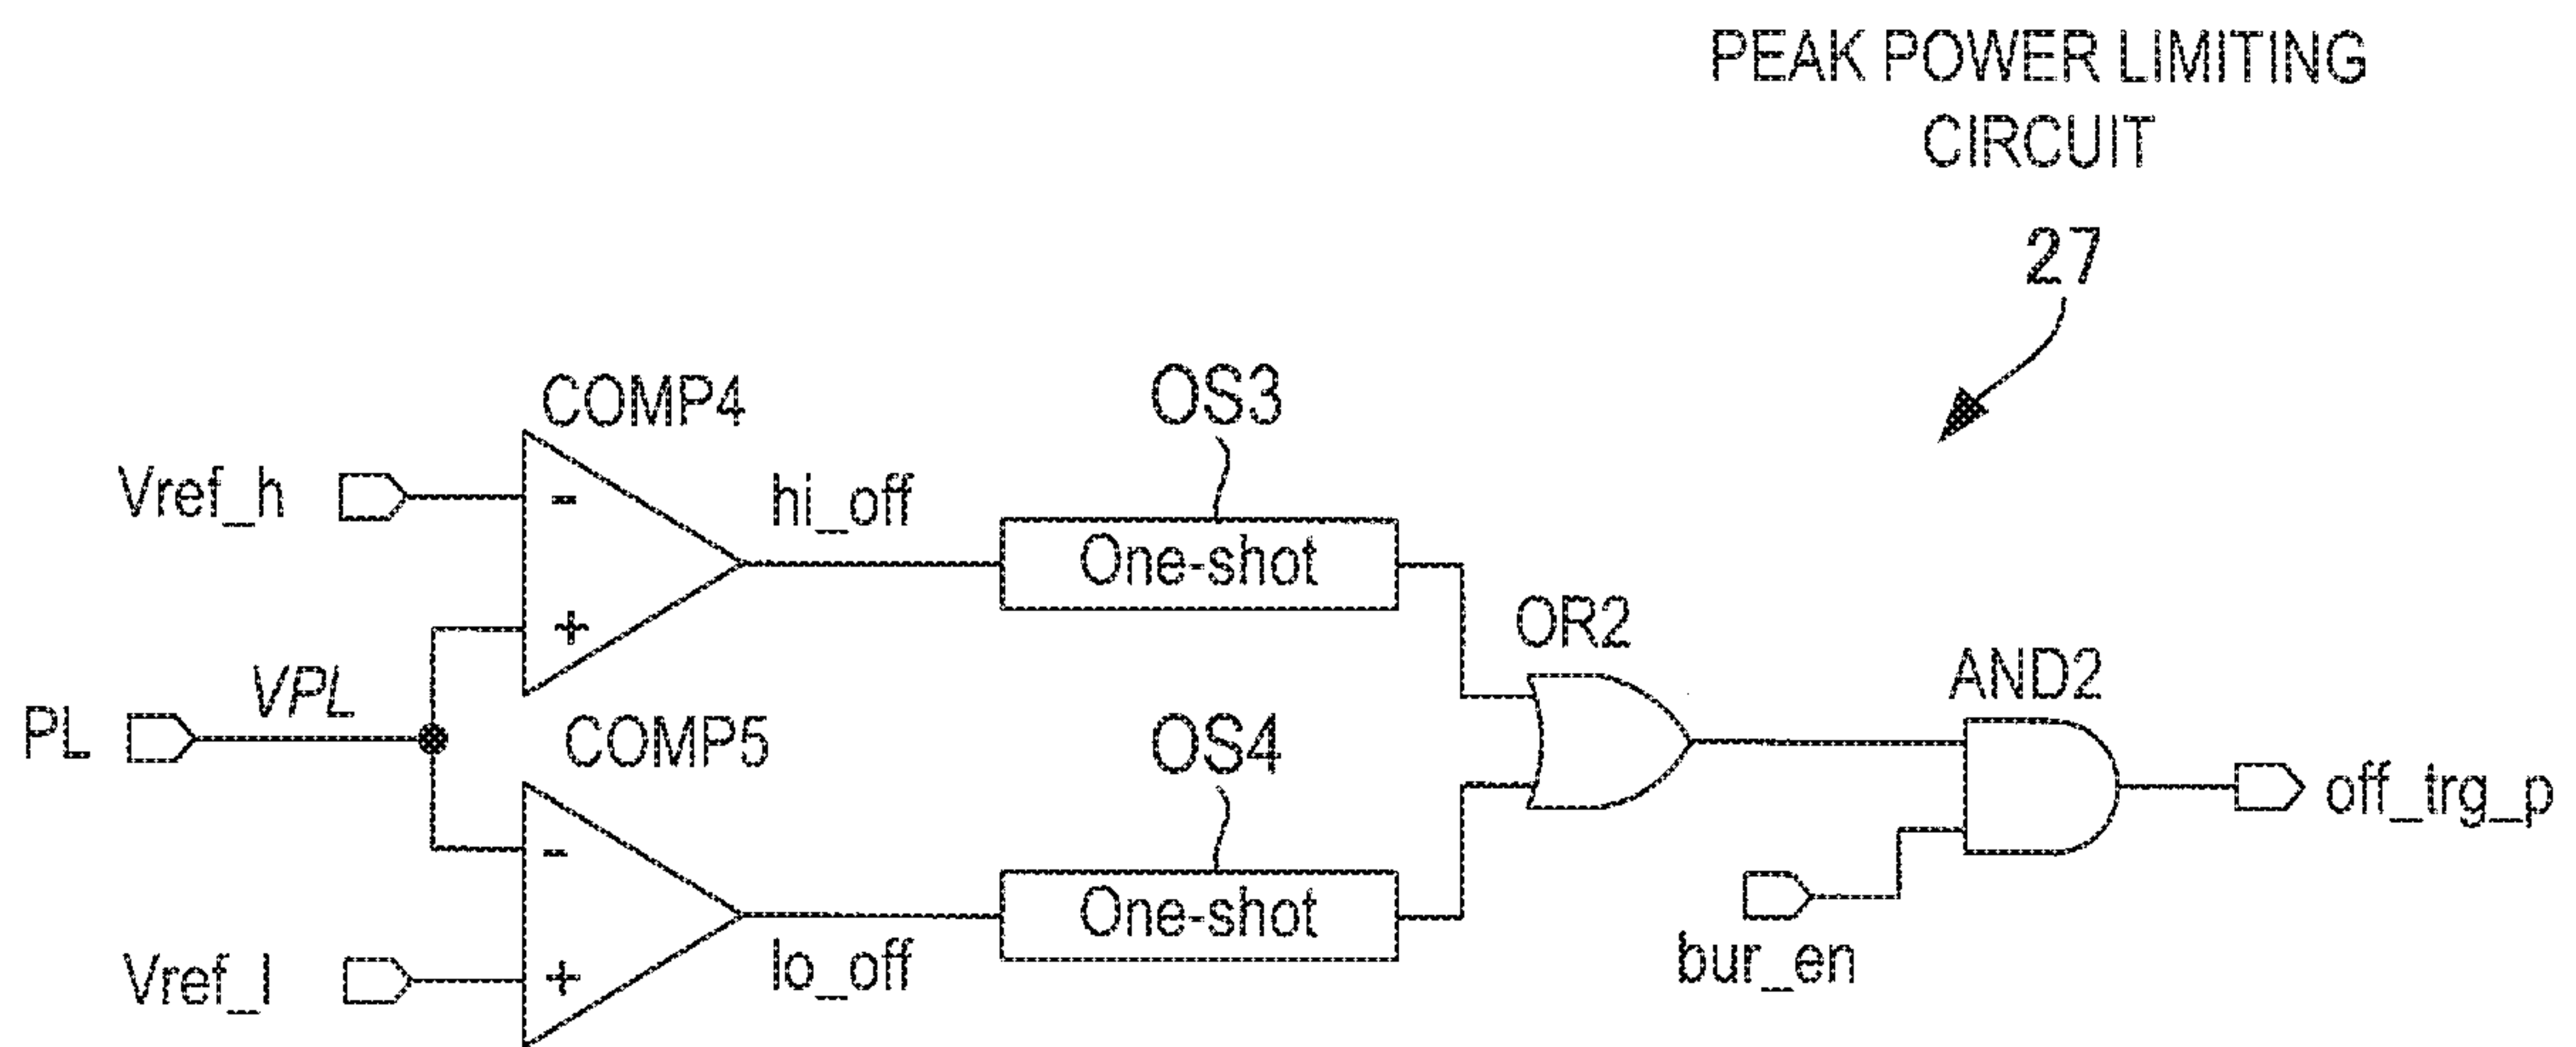 PEAK POWER LIMITING
CIRCUIT
27
COMP4
OS3
Vref_h
-
hi_off
One-shot
+
OR2
VPL
AND2
PL
COMP5
OS4
off_trg_p
-
One-shot
bur_en
lo_off
Vref_l
+